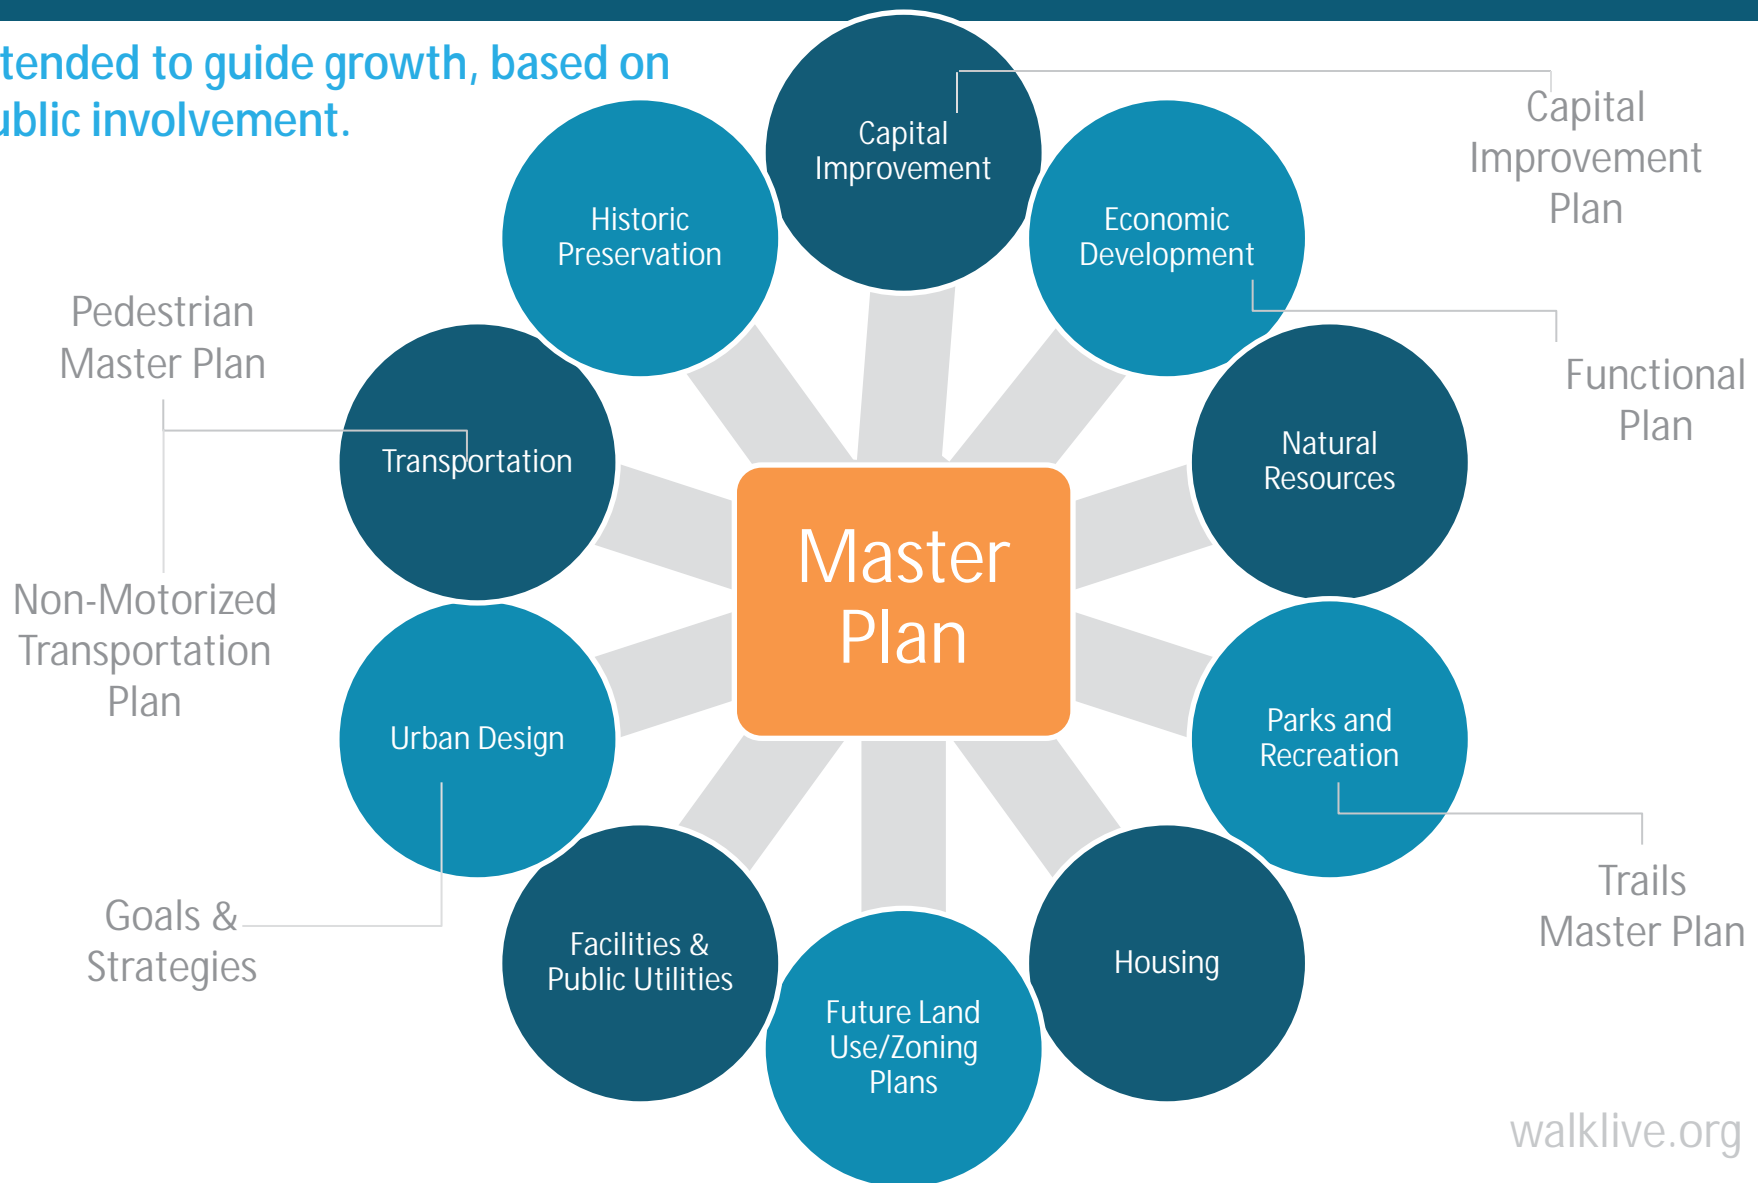 tended to guide growth, based on
ublic involvement.
Capital
Improvement
Capital
Improvement
Plan
Historic
Preservation
Economic
Development
Pedestrian
Master Plan
Functional
Plan
Transportation
Natural
Resources
Master
Plan
Non-Motorized
Transportation
Plan
Urban Design
Parks and
Recreation
Goals &
Strategies
Trails
Master Plan
Facilities &
Public Utilities
Housing
Future Land
Use/Zoning
Plans
walklive.org